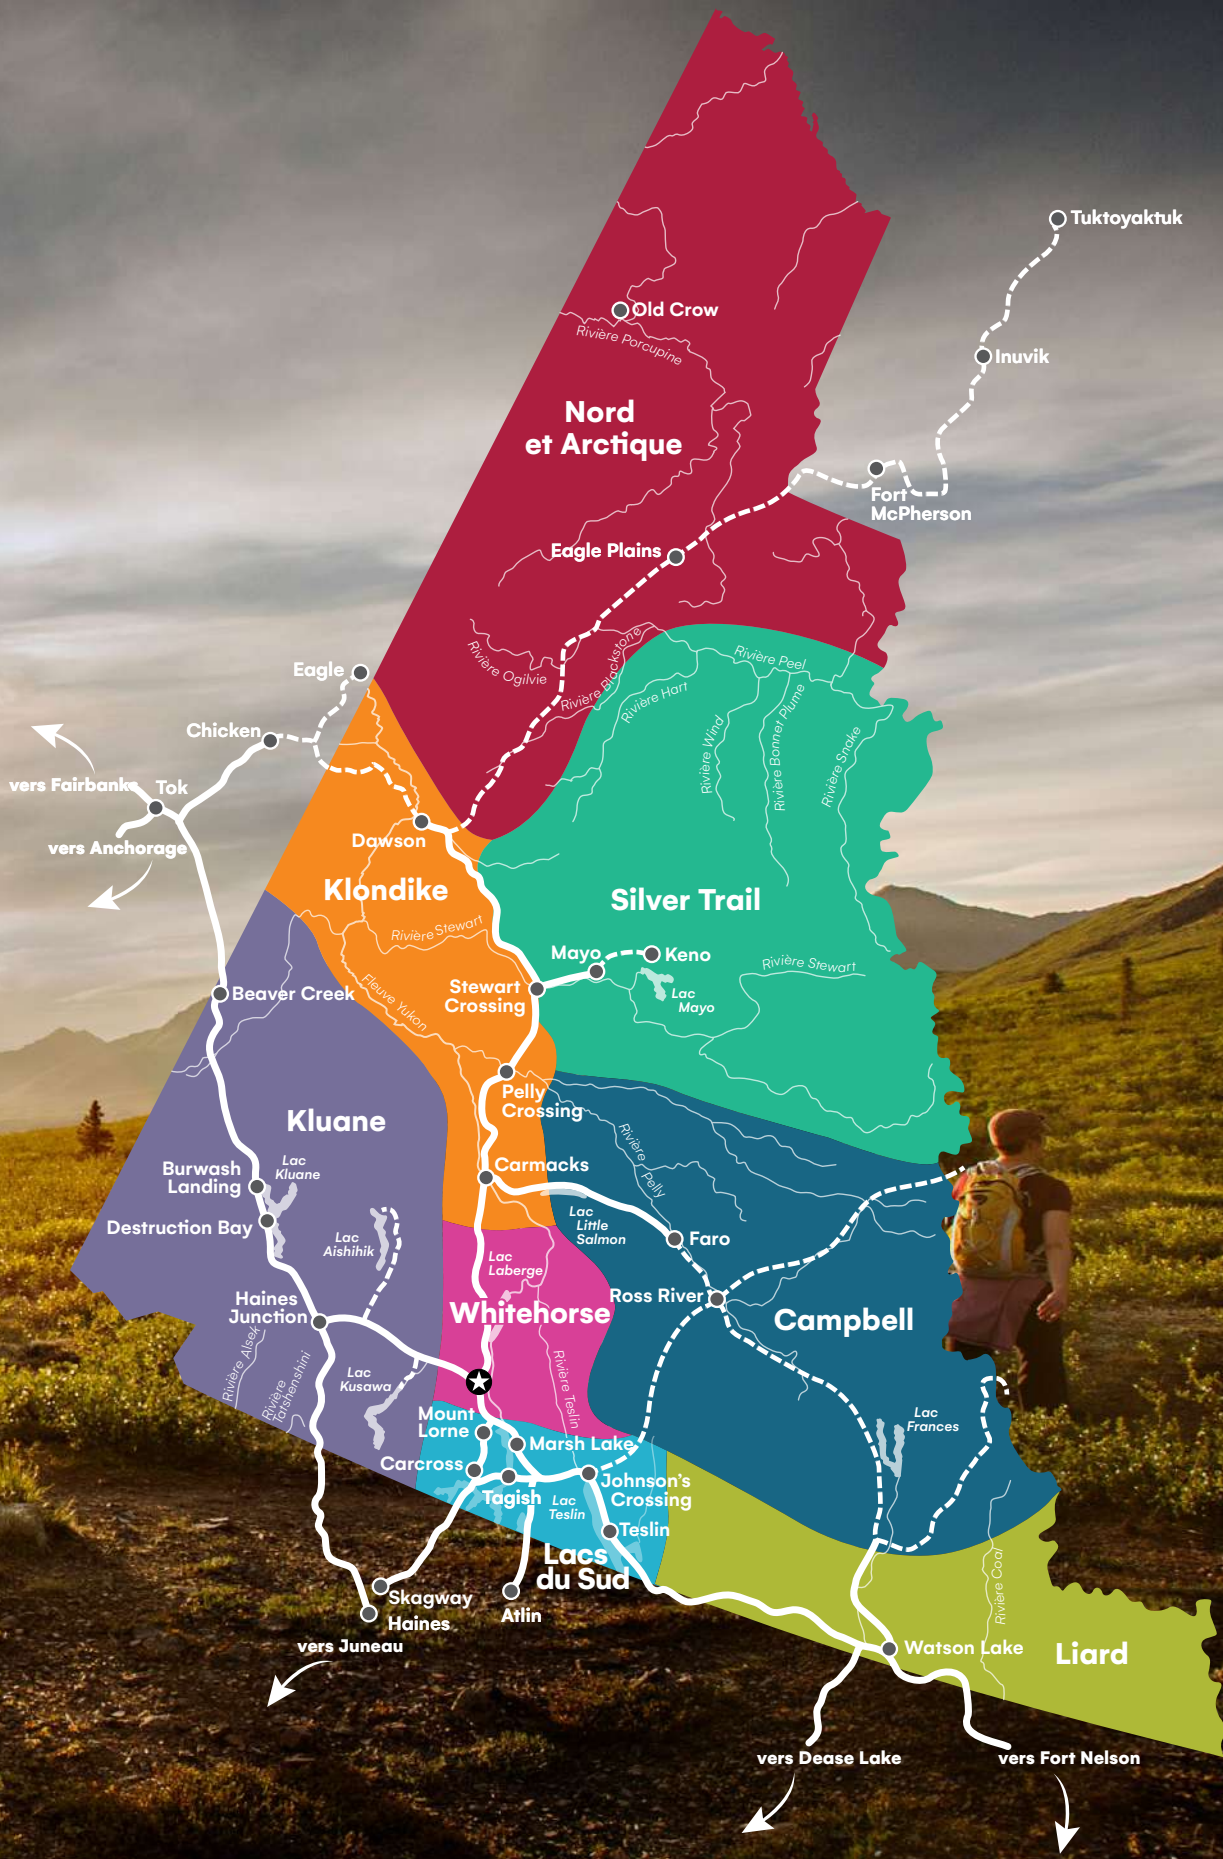 Tuktoyaktuk
Old Crow
Rivière Porcupine
Inuvik
Nord
et Arctique
Fort
McPherson
Eagle Plains
Rivière Ogilvie
Rivière Blackstone
Rivière Peel
Eagle
Rivière Hart
Rivière Wind
Rivière Bonnet Plume
Rivière Snake
Chicken
vers Fairbanks
Tok
vers Anchorage
Dawson
Klondike
Silver Trail
Rivière Stewart
Mayo
Keno
Rivière Stewart
Lac
Mayo
Beaver Creek
Stewart
Crossing
Fleuve Yukon
Pelly
Crossing
Kluane
Rivière Pelly
Burwash
Landing
Lac
Kluane
Carmacks
Destruction Bay
Lac
Aishihik
Lac
Little
Salmon
Faro
Lac
Laberge
Haines
Junction
Whitehorse
Ross River
Campbell
Rivière Alsek
Rivière
Tatshenshini
Lac
Kusawa
Rivière Teslin
Mount
Lorne
Marsh Lake
Lac
Frances
Carcross
Tagish
Lac
Teslin
Johnson's
Crossing
Teslin
Lacs
du Sud
Rivière Coal
Skagway
Haines
Atlin
vers Juneau
Watson Lake
Liard
vers Dease Lake
vers Fort Nelson